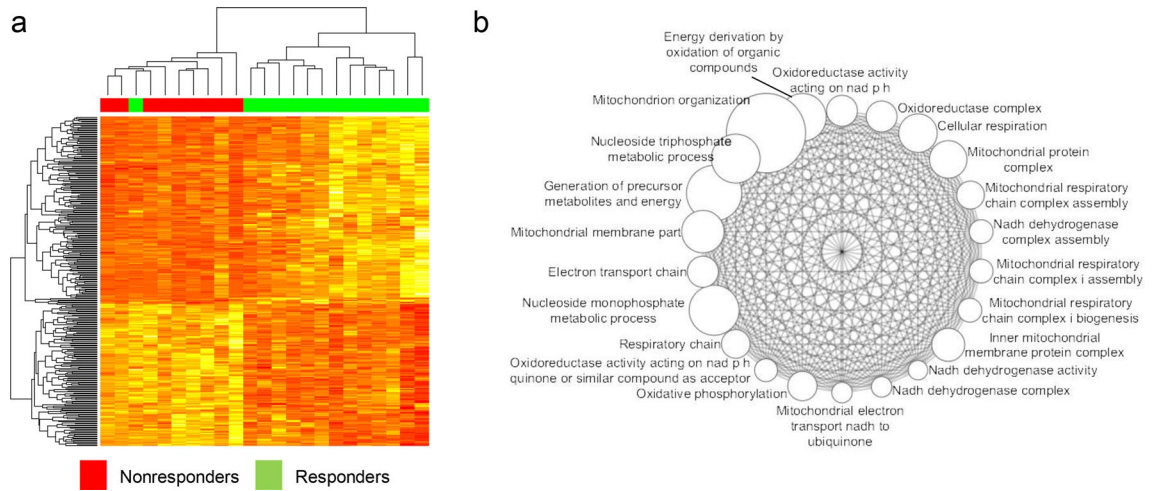 a
Nonresponders
Responders
b
Energy derivation by
oxidation of organic
compounds
Oxidoreductase activity
acting on nad p h
Mitochondrion organization
Oxidoreductase complex
Cellular respiration
Nucleoside triphosphate
metabolic process
Mitochondrial protein
complex
Generation of precursor
metabolites and energy
Mitochondrial respiratory
chain complex assembly
Mitochondrial membrane part
Nadh dehydrogenase
complex assembly
Electron transport chain
Mitochondrial respiratory
chain complex i assembly
Nucleoside monophosphate
metabolic process
Mitochondrial respiratory
chain complex i biogenesis
Respiratory chain
Inner mitochondrial
membrane protein complex
Oxidoreductase activity acting on nad p h
quinone or similar compound as acceptor
Nadh dehydrogenase activity
Oxidative phosphorylation
Nadh dehydrogenase complex
Mitochondrial electron
transport nadh to
ubiquinone